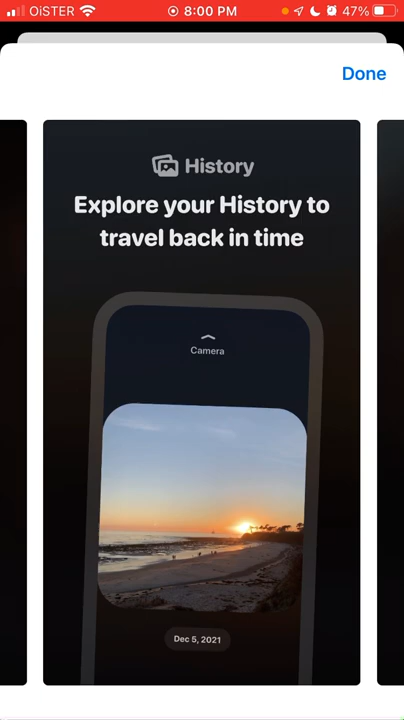 OiSTER 8:00 PM 47%
Done
History
Explore your History to
travel back in time
Camera
Dec 5, 2021